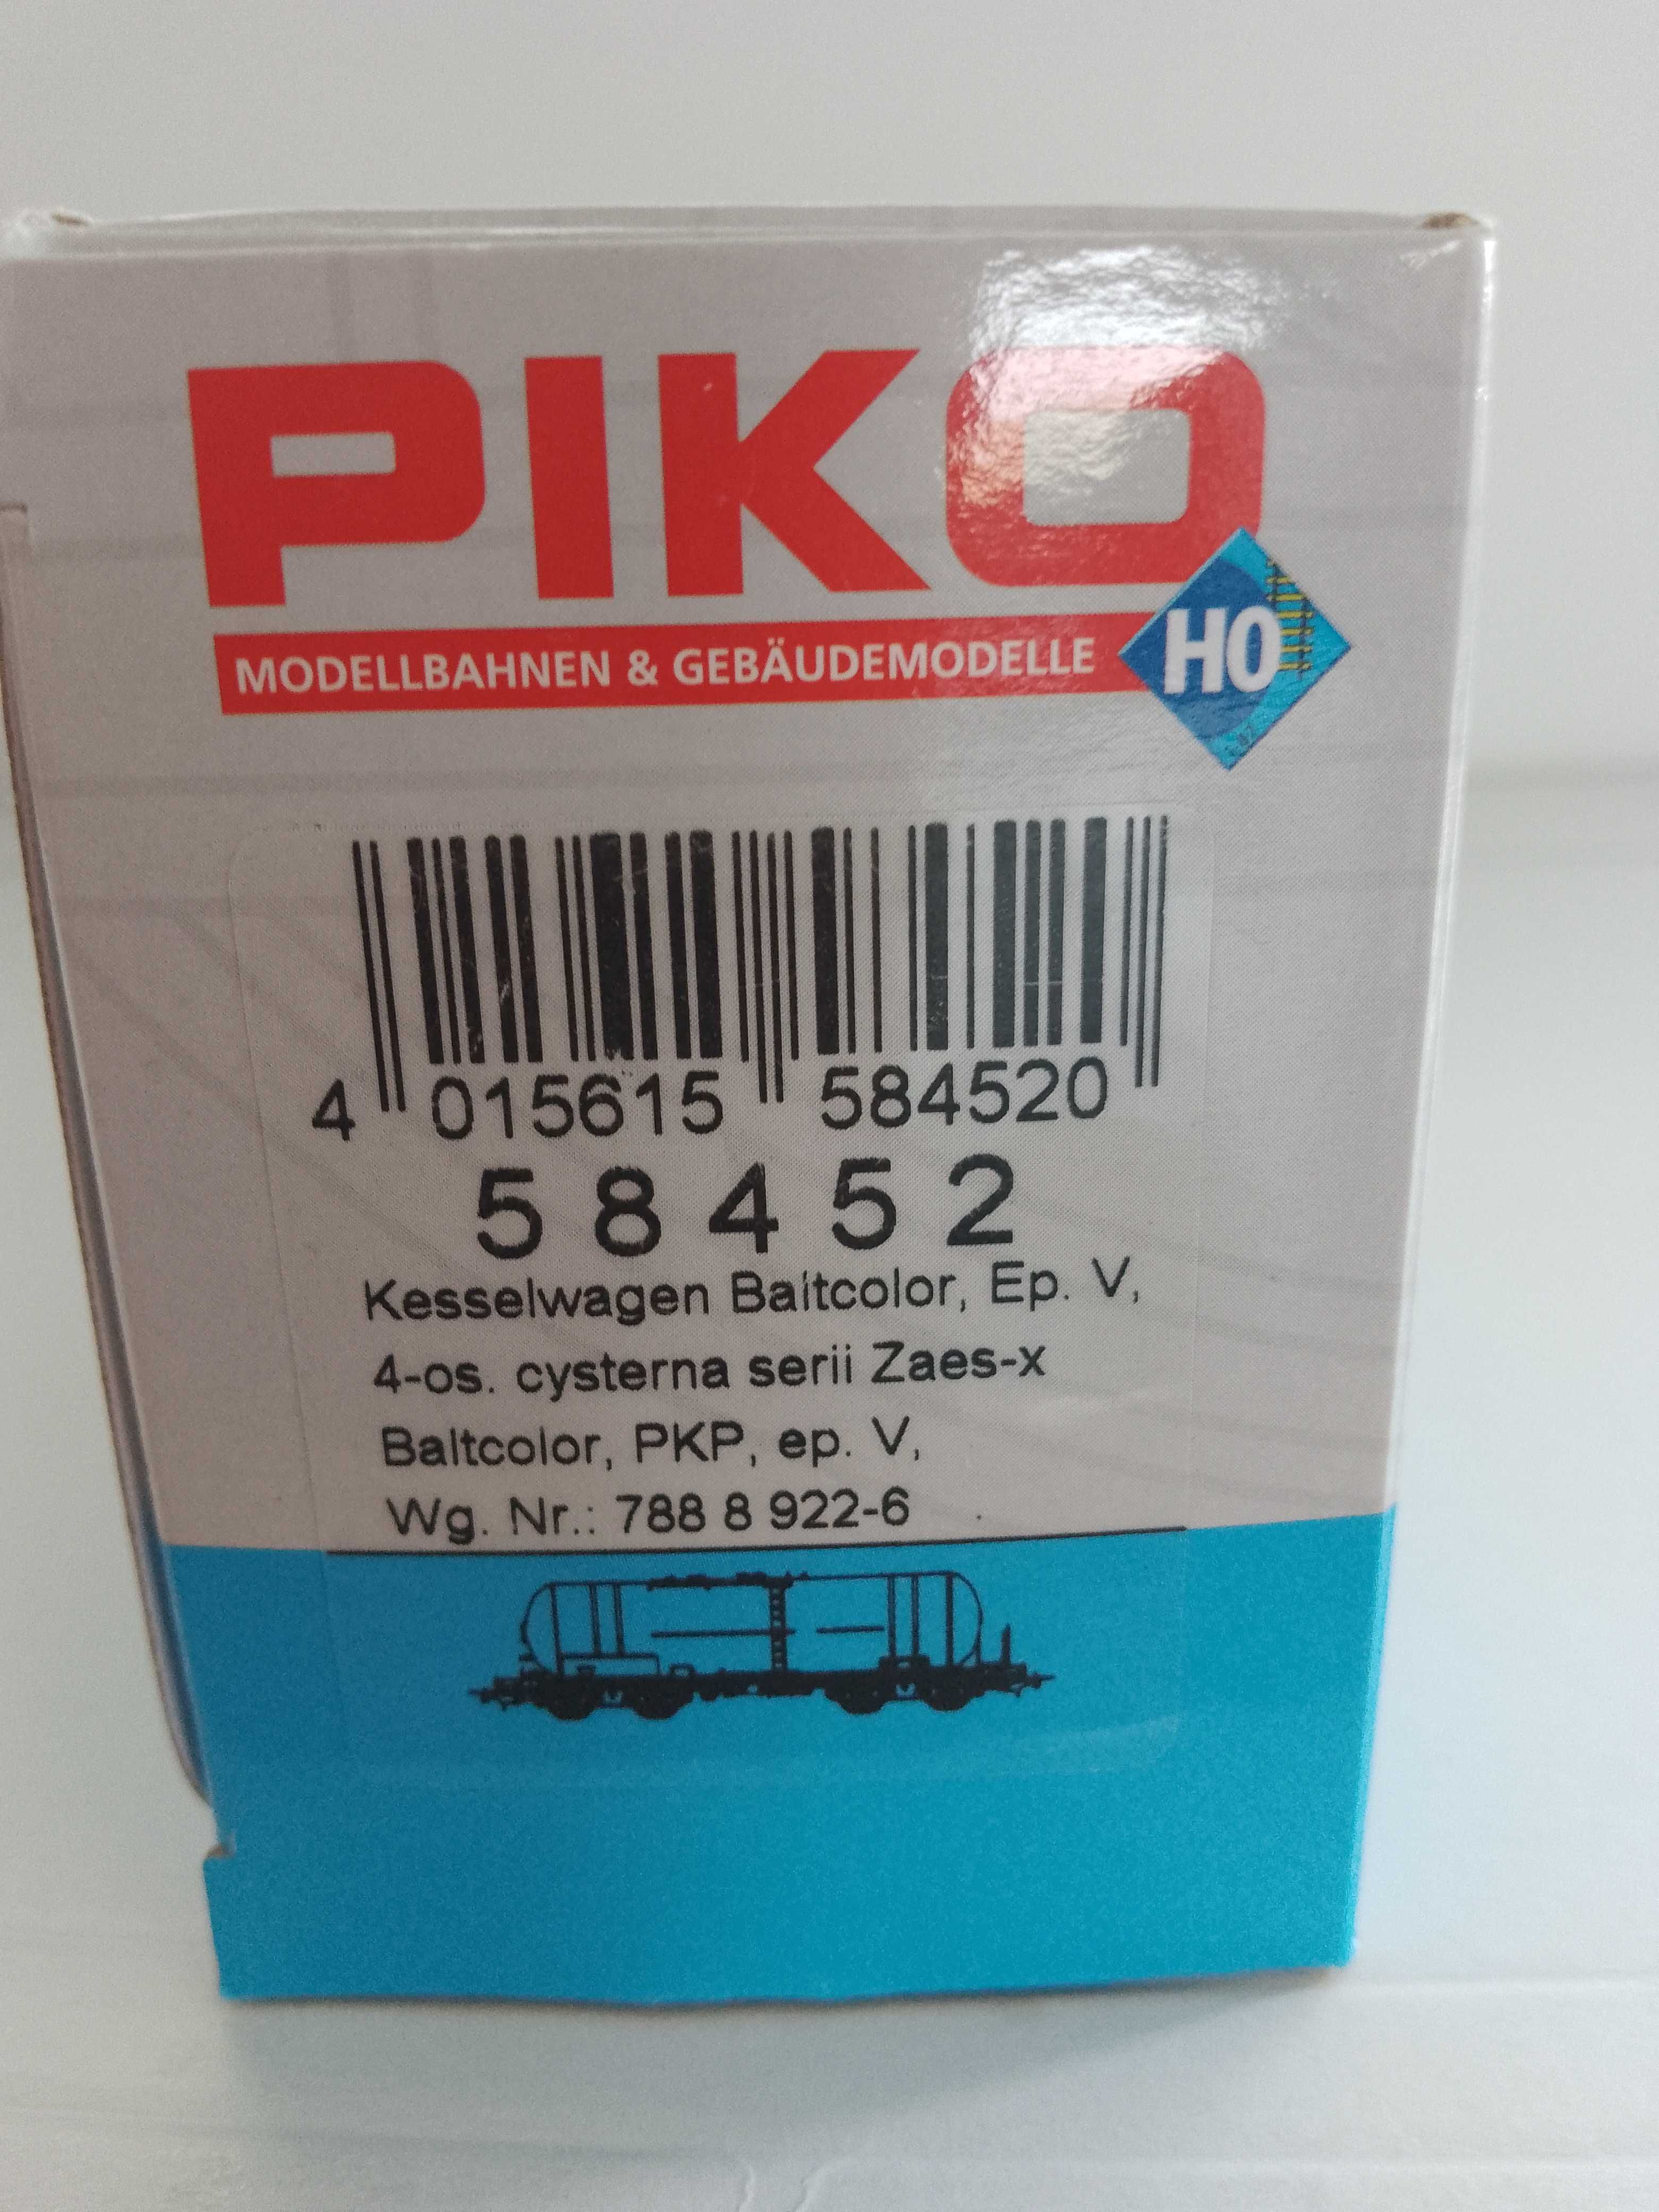 PIKO
MODELLBAHNEN & GEBÄUDEMODELLE
H0
4 015615 584520
58452
Kesselwagen Baltcolor, Ep. V,
4-os. cysterna serii Zaes-x
Baltcolor, PKP, ep. V,
Wg. Nr.: 788 8 922-6